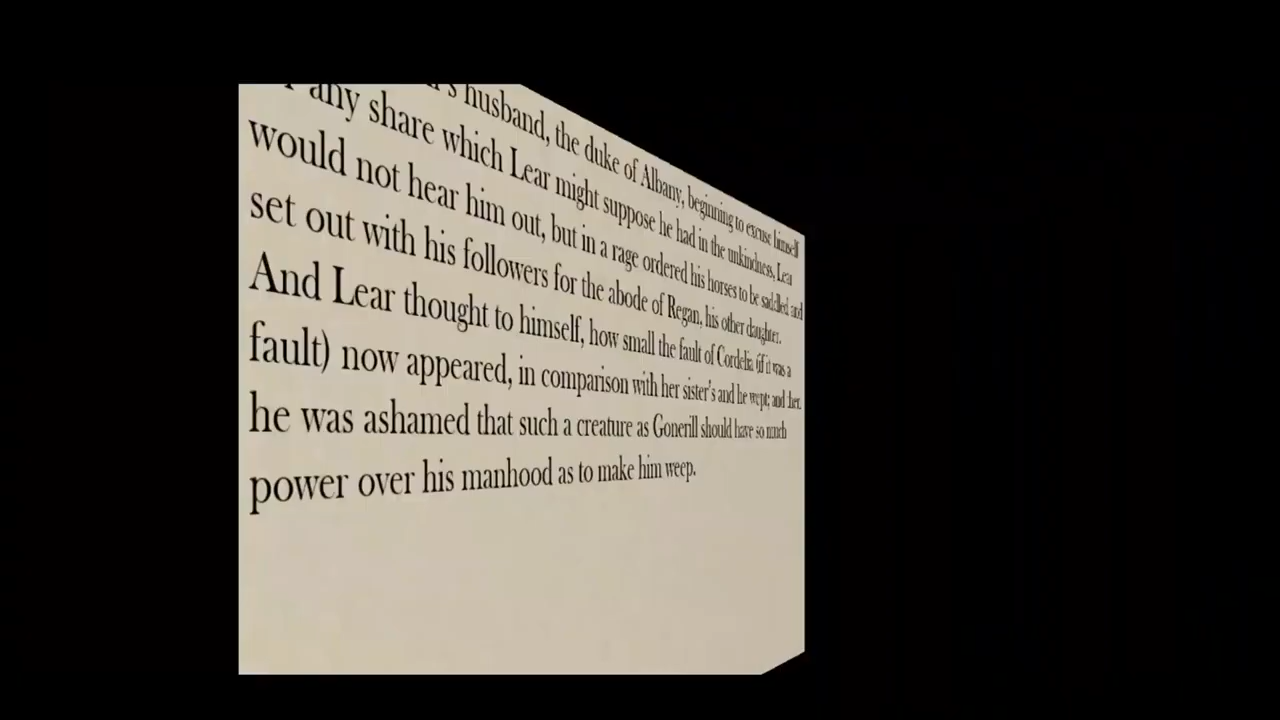 husband, the duke of Albany, beginning to excuse himself
any share which Lear might suppose he had in the unkindness, Lear
would not hear him out, but in a rage ordered his horses to be saddled and
set out with his followers for the abode of Regan, his other daughter.
And Lear thought to himself, how small the fault of Cordelia (if it was a
fault) now appeared, in comparison with her sister's and he wept; and then
he was ashamed that such a creature as Gonerill should have so much
power over his manhood as to make him weep.